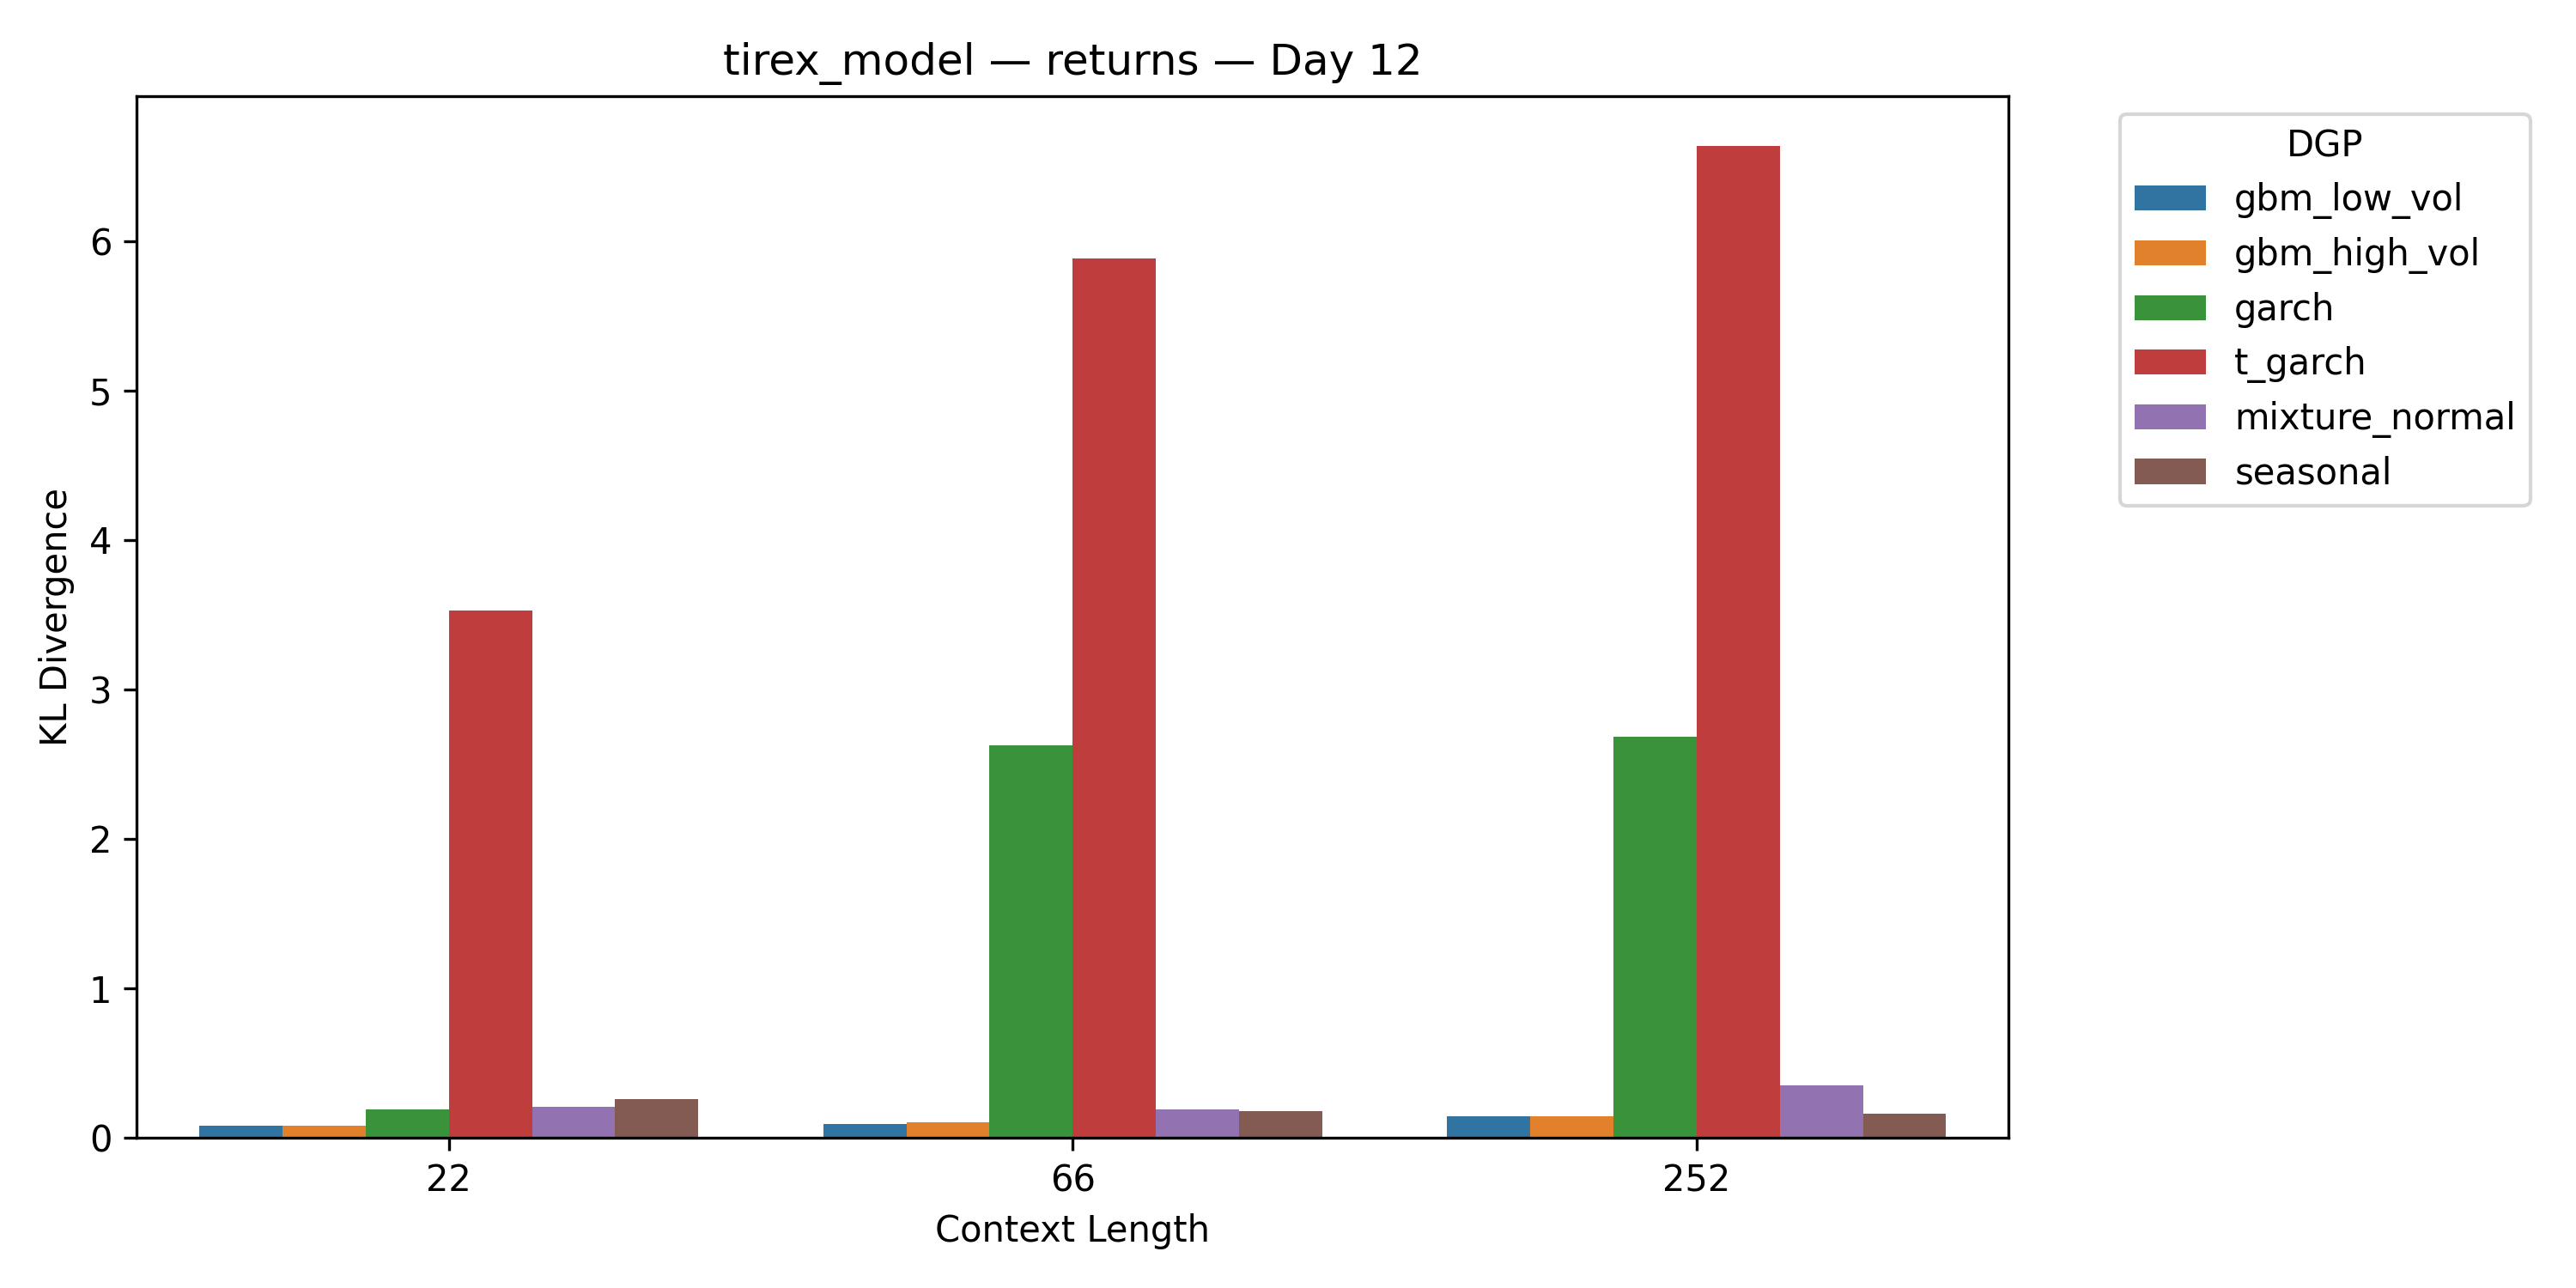 tirex_model — returns — Day 12
KL Divergence
6
5
4
3
2
1
0
22
66
252
Context Length
DGP
gbm_low_vol
gbm_high_vol
garch
t_garch
mixture_normal
seasonal